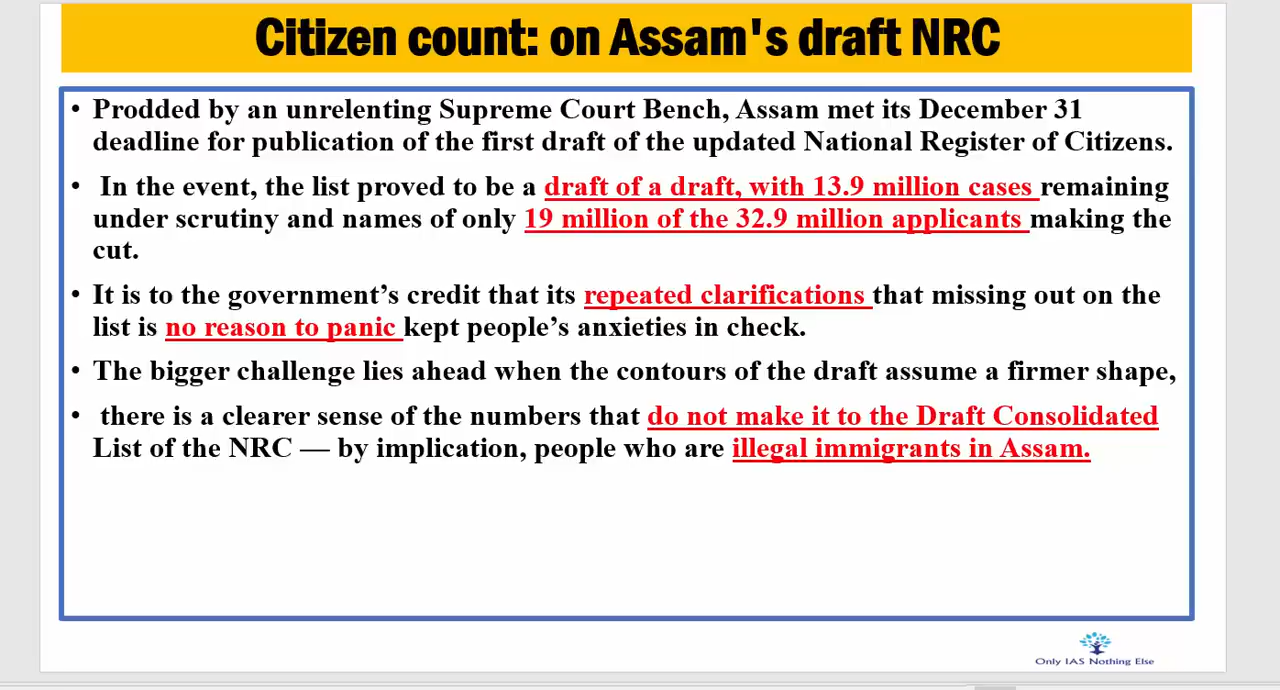 Citizen count: on Assam's draft NRC
• Prodded by an unrelenting Supreme Court Bench, Assam met its December 31
deadline for publication of the first draft of the updated National Register of Citizens.
• In the event, the list proved to be a draft of a draft, with 13.9 million cases remaining
under scrutiny and names of only 19 million of the 32.9 million applicants making the
cut.
• It is to the government’s credit that its repeated clarifications that missing out on the
list is no reason to panic kept people’s anxieties in check.
• The bigger challenge lies ahead when the contours of the draft assume a firmer shape,
• there is a clearer sense of the numbers that do not make it to the Draft Consolidated
List of the NRC — by implication, people who are illegal immigrants in Assam.
Only IAS Nothing Else